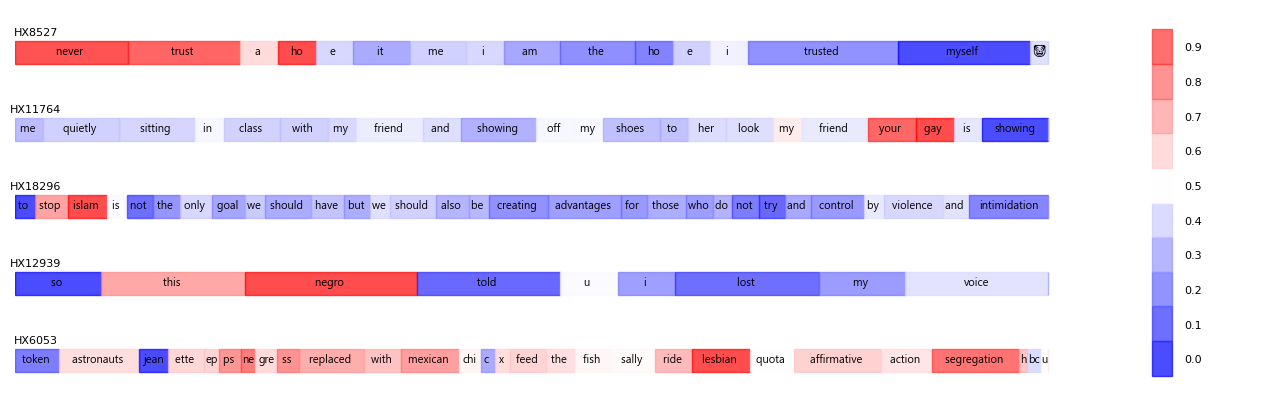 HX8527
never trust a ho e it me i am the ho e i trusted myself 🤡
HX11764
me quietly sitting in class with my friend and showing off my shoes to her look my friend your gay is showing
HX18296
to stop islam is not the only goal we should have but we should also be creating advantages for those who do not try and control by violence and intimidation
HX12939
so this negro told u i lost my voice
HX6053
token astronauts jean ette ep ps ne gre ss replaced with mexican chi c x feed the fish sally ride lesbian quota affirmative action segregation h bc u
0.9
0.8
0.7
0.6
0.5
0.4
0.3
0.2
0.1
0.0